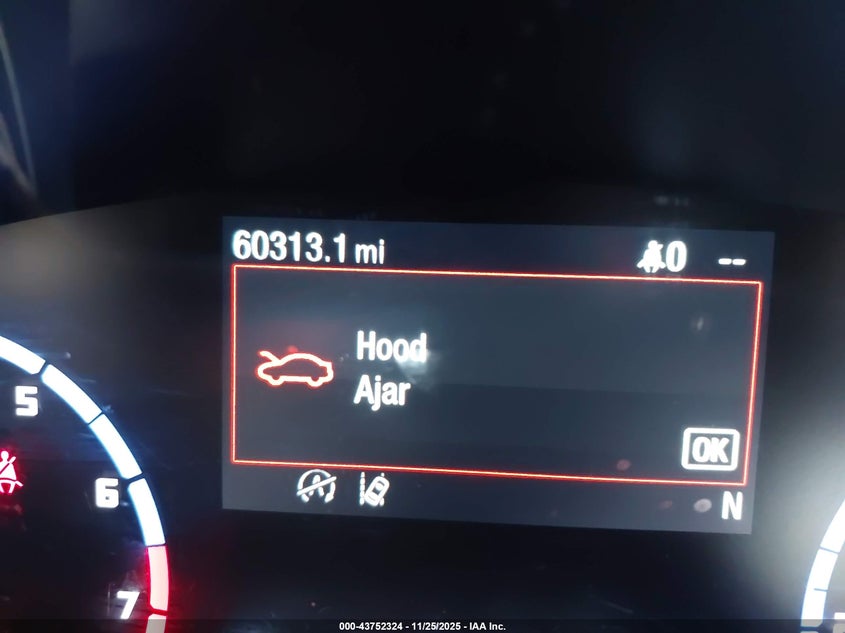 60313.1 mi
0 --
Hood
Ajar
OK
N
5
6
7
000-43752324 - 11/25/2025 - IAA Inc.